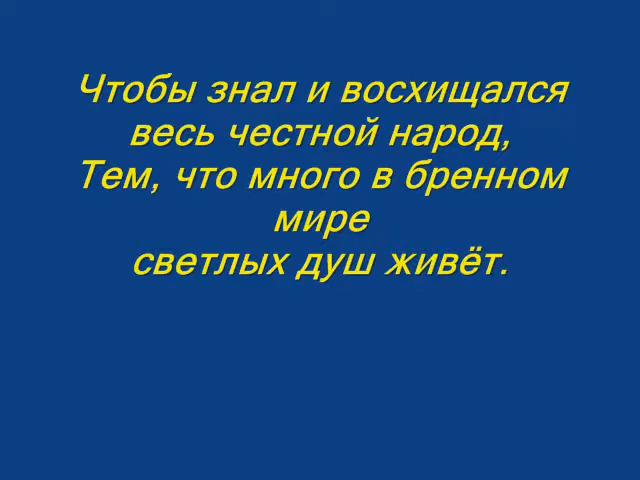 Чтобы знал и восхищался
весь честной народ,
Тем, что много в бренном
мире
светлых душ живёт.